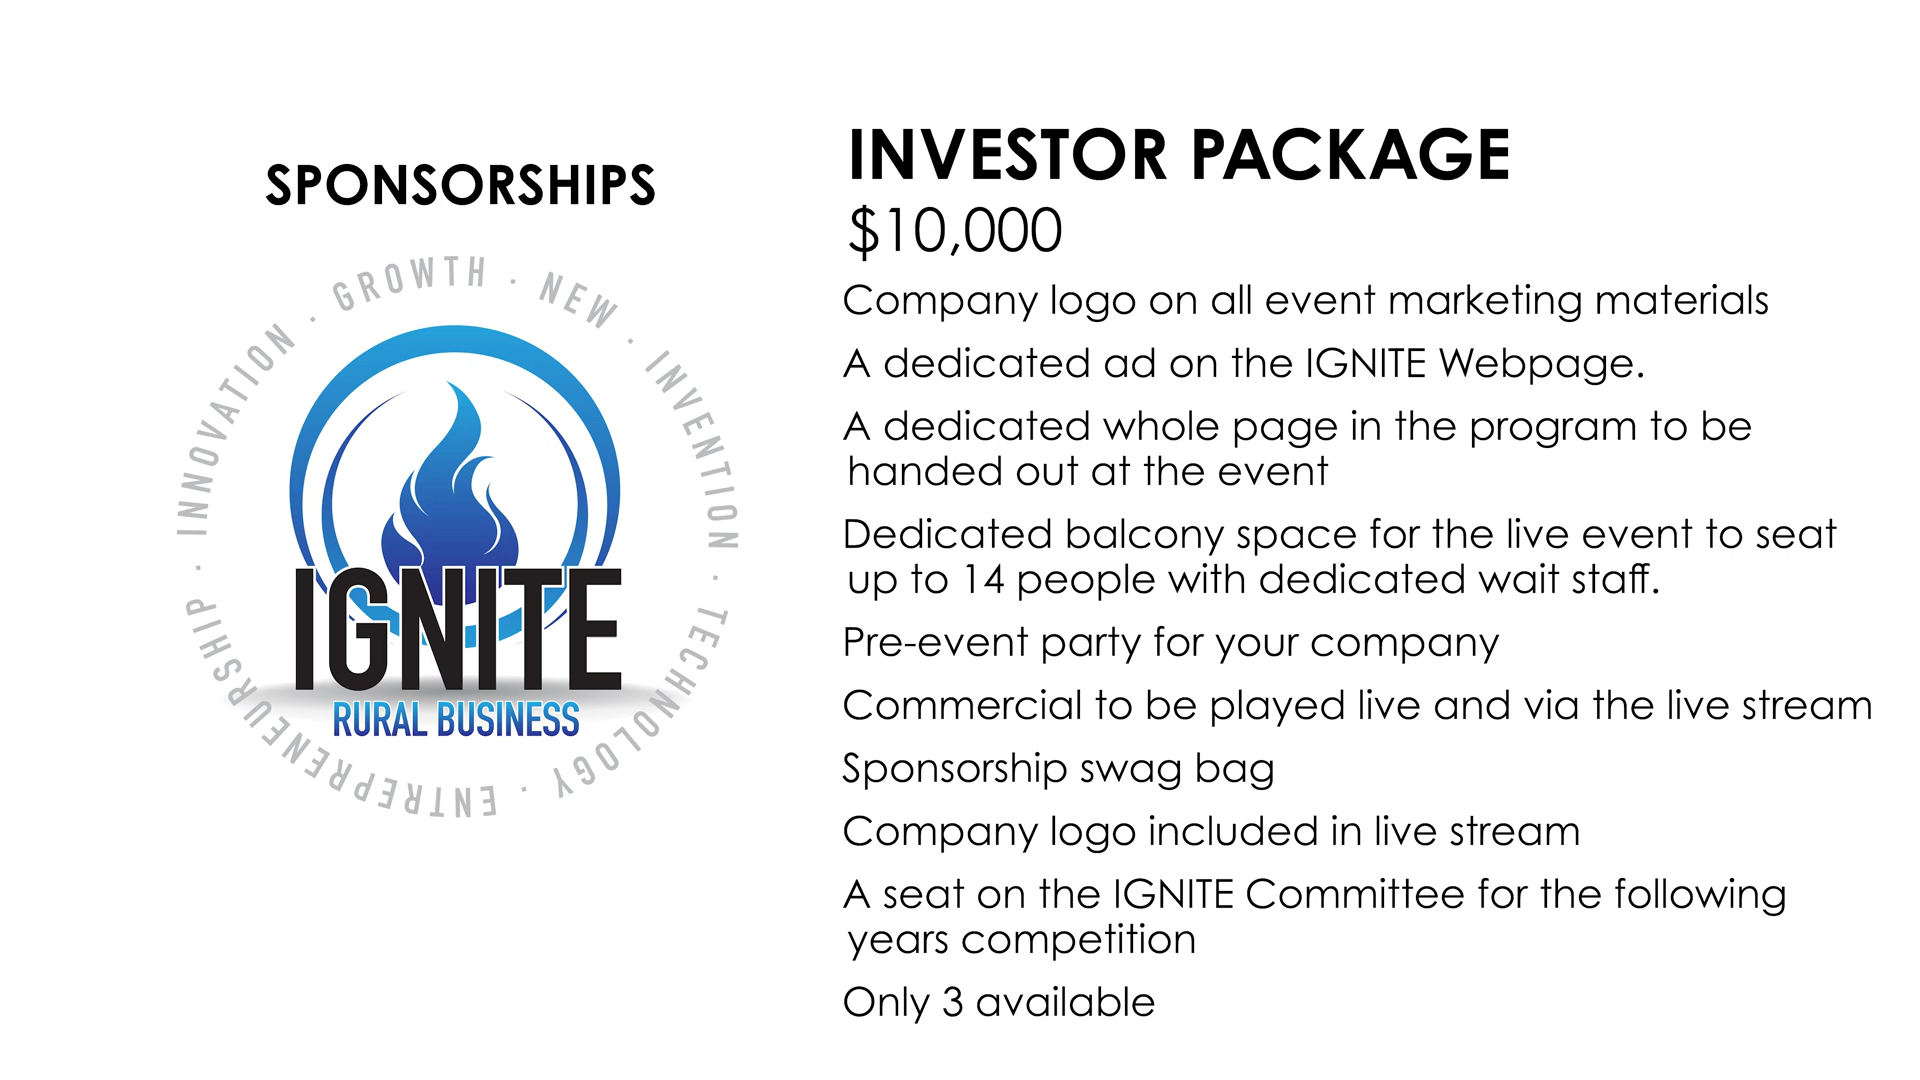 SPONSORSHIPS
GROWTH · NEW · INVENTION · TECHNOLOGY · ENTREPRENEURSHIP · INNOVATION ·
IGNITE
RURAL BUSINESS
INVESTOR PACKAGE
$10,000
Company logo on all event marketing materials
A dedicated ad on the IGNITE Webpage.
A dedicated whole page in the program to be
handed out at the event
Dedicated balcony space for the live event to seat
up to 14 people with dedicated wait staff.
Pre-event party for your company
Commercial to be played live and via the live stream
Sponsorship swag bag
Company logo included in live stream
A seat on the IGNITE Committee for the following
years competition
Only 3 available